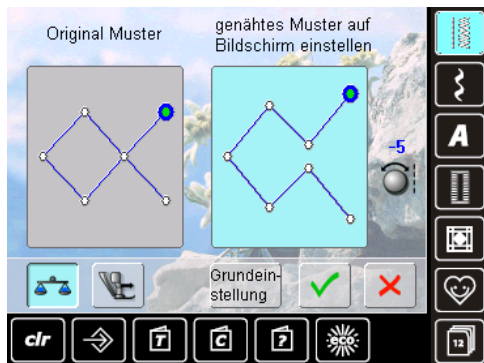 Original Muster
genähtes Muster auf
Bildschirm einstellen
-5
A
Grundein-
stellung
clr
T
C
?
eco
12